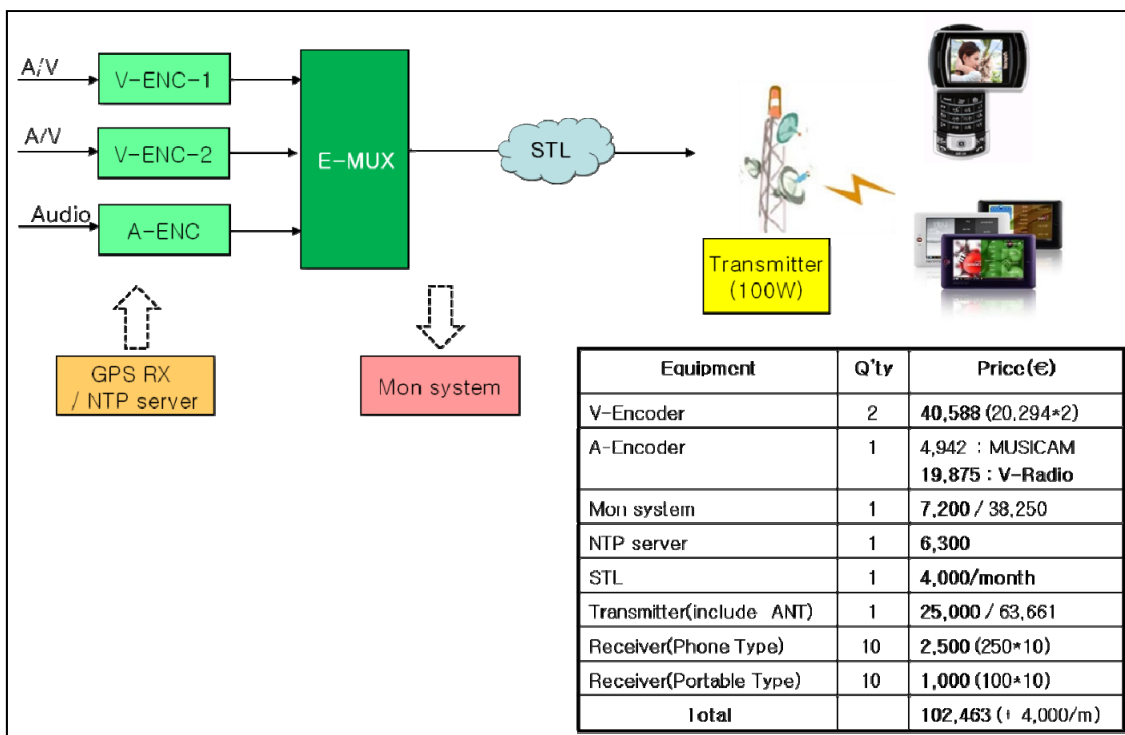 A/V
V-ENC-1
A/V
V-ENC-2
Audio
A-ENC
E-MUX
STL
Transmitter
(100W)
GPS RX
/ NTP server
Mon system
Equipment Q'ty Price(€)
V-Encoder 2 40,588 (20,294*2)
A-Encoder 1 4,942 : MUSICAM
19,875 : V-Radio
Mon system 1 7,200 / 38,250
NTP server 1 6,300
STL 1 4,000/month
Transmitter(include ANT) 1 25,000 / 63,661
Receiver(Phone Type) 10 2,500 (250*10)
Receiver(Portable Type) 10 1,000 (100*10)
Total 102,463 (+ 4,000/m)